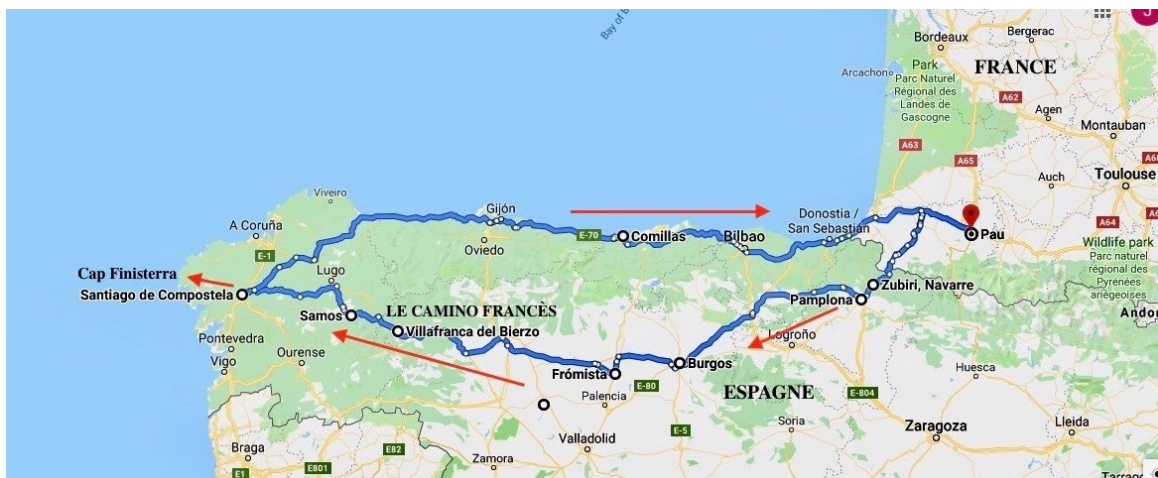 J
Bay of B
Bordeaux
Bergerac
FRANCE
Arcachon
Park
Parc Naturel
Régional des
Landes de
Gascogne
A62
Agen
Montauban
A63
A65
Auch
Toulouse
A64
Viveiro
A Coruña
Gijón
Oviedo
E-70
Comillas
Bilbao
Donostia /
San Sebastián
Pau
Wildlife park
Parc naturel
régional des
Pyrénées
ariégeoises
E-1
Cap Finisterra
Santiago de Compostela
Lugo
Samos
LE CAMINO FRANCÈS
Villafranca del Bierzo
Zubiri, Navarre
Pamplona
Logroño
Andor
Pontevedra
Vigo
Ourense
Frómista
Burgos
Palencia
E-80
ESPAGNE
Huesca
E-804
Soria
Zaragoza
Lleida
Valladolid
E-5
Braga
E1
E801
E82
Zamora
Tarrag